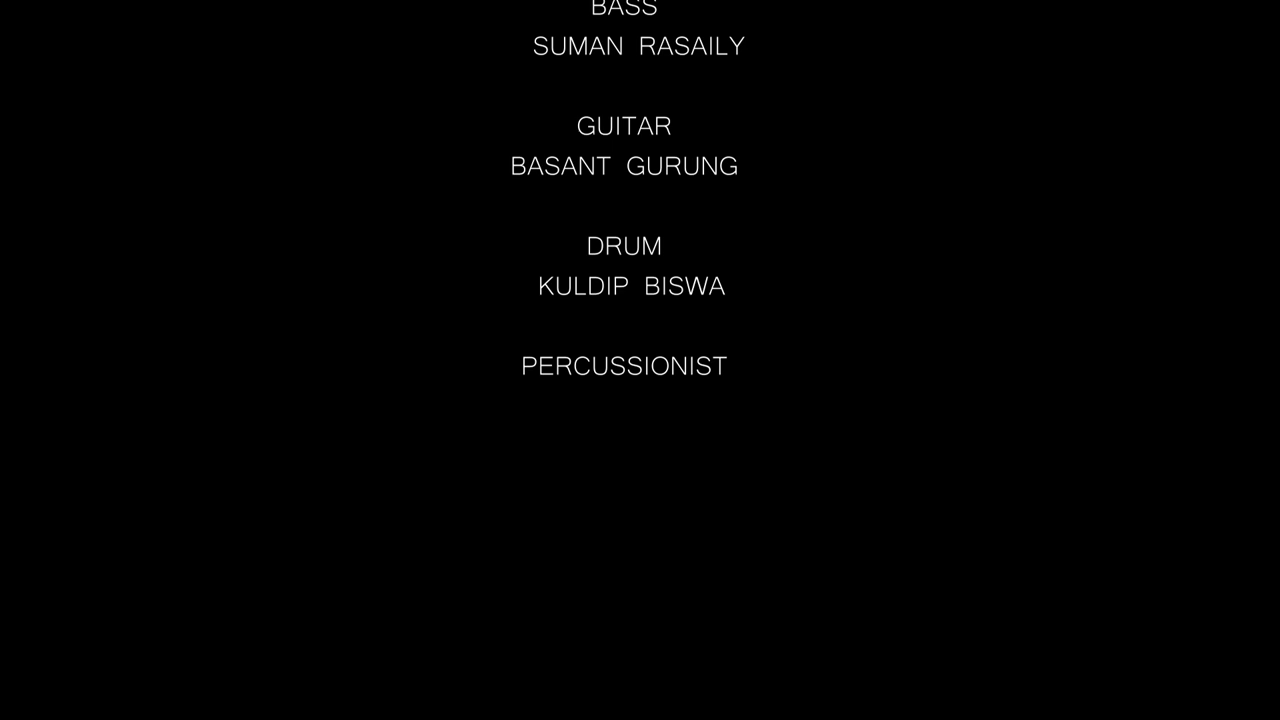 BASS
SUMAN RASAILY
GUITAR
BASANT GURUNG
DRUM
KULDIP BISWA
PERCUSSIONIST